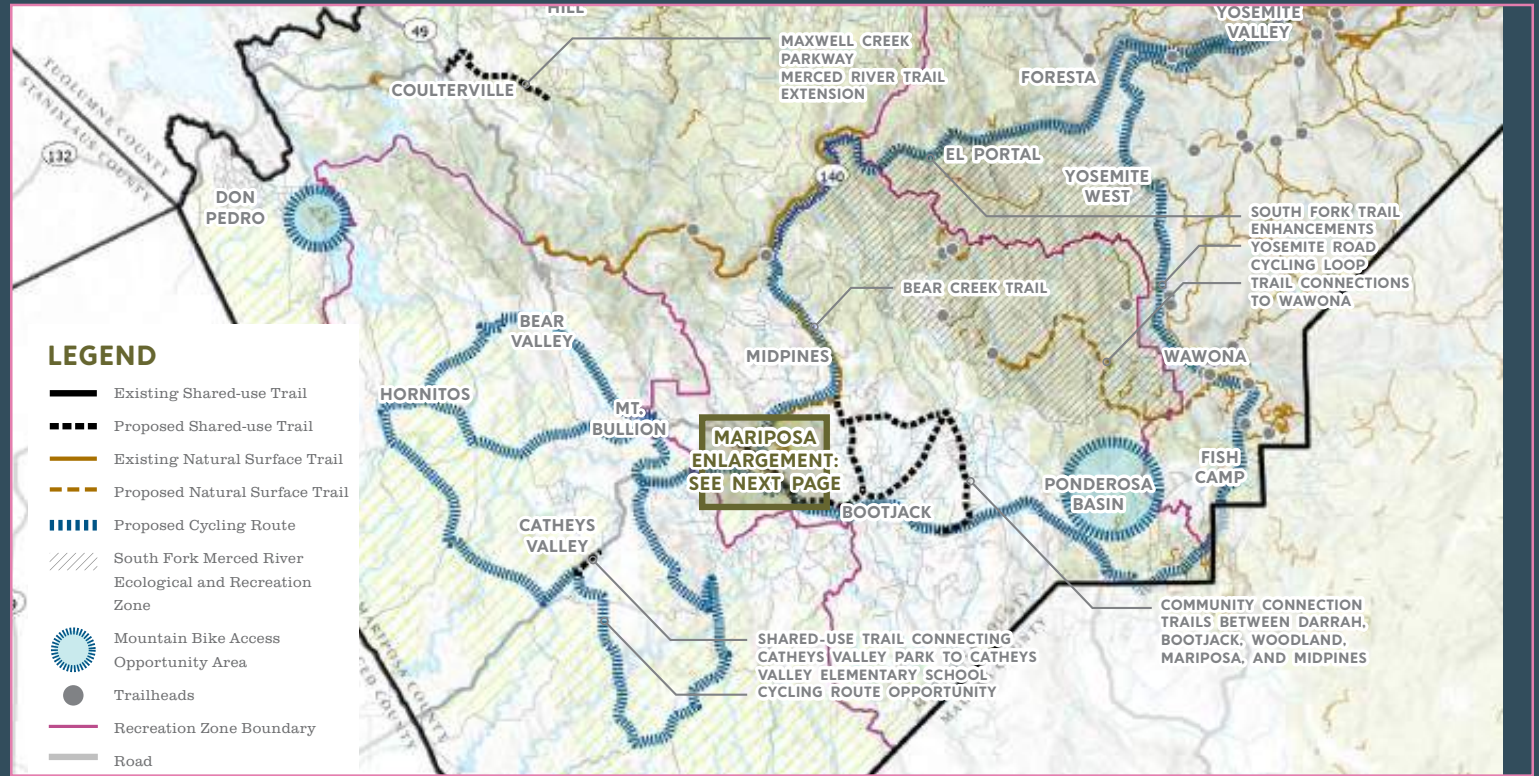 HILL
YOSEMITE
VALLEY
49
MAXWELL CREEK
PARKWAY
MERCED RIVER TRAIL
EXTENSION
COULTERVILLE
FORESTA
TUOLUMNE COUNTY
STANISLAUS COUNTY
132
EL PORTAL
140
YOSEMITE
WEST
DON
PEDRO
SOUTH FORK TRAIL
ENHANCEMENTS
YOSEMITE ROAD
CYCLING LOOP
TRAIL CONNECTIONS
TO WAWONA
BEAR CREEK TRAIL
BEAR
VALLEY
MIDPINES
WAWONA
HORNITOS
MT.
BULLION
MARIPOSA
ENLARGEMENT:
SEE NEXT PAGE
FISH
CAMP
PONDEROSA
BASIN
BOOTJACK
CATHEYS
VALLEY
MARIPOSA COUNTY
COMMUNITY CONNECTION
TRAILS BETWEEN DARRAH,
BOOTJACK, WOODLAND,
MARIPOSA, AND MIDPINES
SHARED-USE TRAIL CONNECTING
CATHEYS VALLEY PARK TO CATHEYS
VALLEY ELEMENTARY SCHOOL
CYCLING ROUTE OPPORTUNITY
LEGEND
Existing Shared-use Trail
Proposed Shared-use Trail
Existing Natural Surface Trail
Proposed Natural Surface Trail
Proposed Cycling Route
South Fork Merced River
Ecological and Recreation
Zone
Mountain Bike Access
Opportunity Area
Trailheads
Recreation Zone Boundary
Road